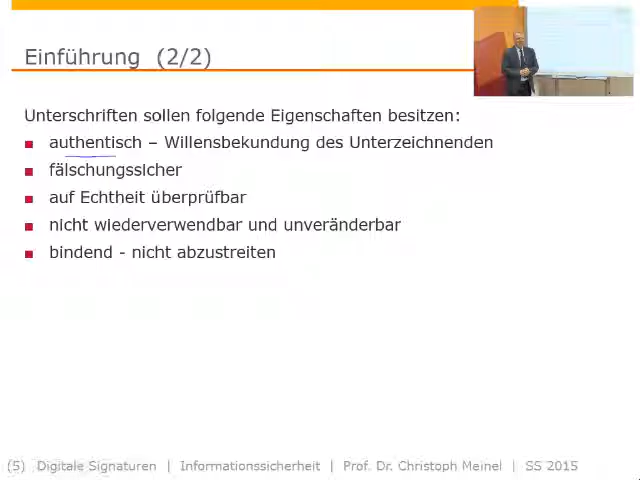 Einführung (2/2)
Unterschriften sollen folgende Eigenschaften besitzen:
authentisch – Willensbekundung des Unterzeichnenden
fälschungssicher
auf Echtheit überprüfbar
nicht wiederverwendbar und unveränderbar
bindend - nicht abzustreiten
(5) Digitale Signaturen | Informationssicherheit | Prof. Dr. Christoph Meinel | SS 2015